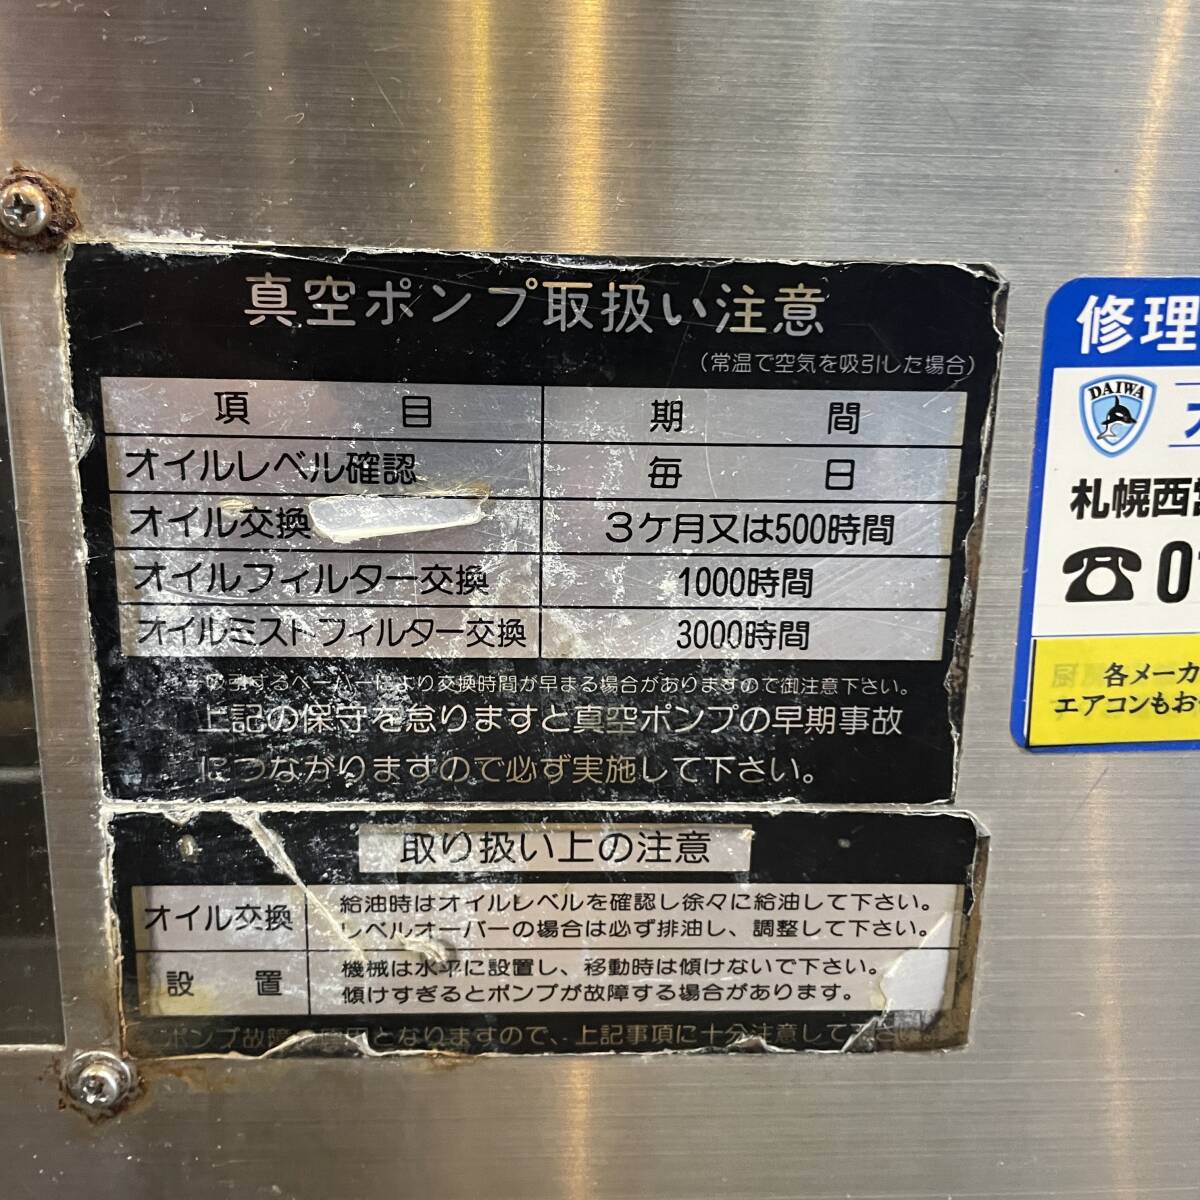 真空ポンプ取扱い注意
(常温で空気を吸引した場合)
項 目 期 間
オイルレベル確認 毎 日
オイル交換 3ケ月又は500時間
オイルフィルター交換 1000時間
オイルミストフィルター交換 3000時間
吸引するペーパーにより交換時間が早まる場合がありますので御注意下さい。
上記の保守を怠りますと真空ポンプの早期事故
につながりますので必ず実施して下さい。
取り扱い上の注意
オイル交換 給油時はオイルレベルを確認し徐々に給油して下さい。
レベルオーバーの場合は必ず排油し、調整して下さい。
設 置 機械は水平に設置し、移動時は傾けないで下さい。
傾けすぎるとポンプが故障する場合があります。
ポンプ故障の原因となりますので、上記事項に十分注意して下さい。
修理
DAIWA
札幌西
☎0
各メーカ
エアコンもお